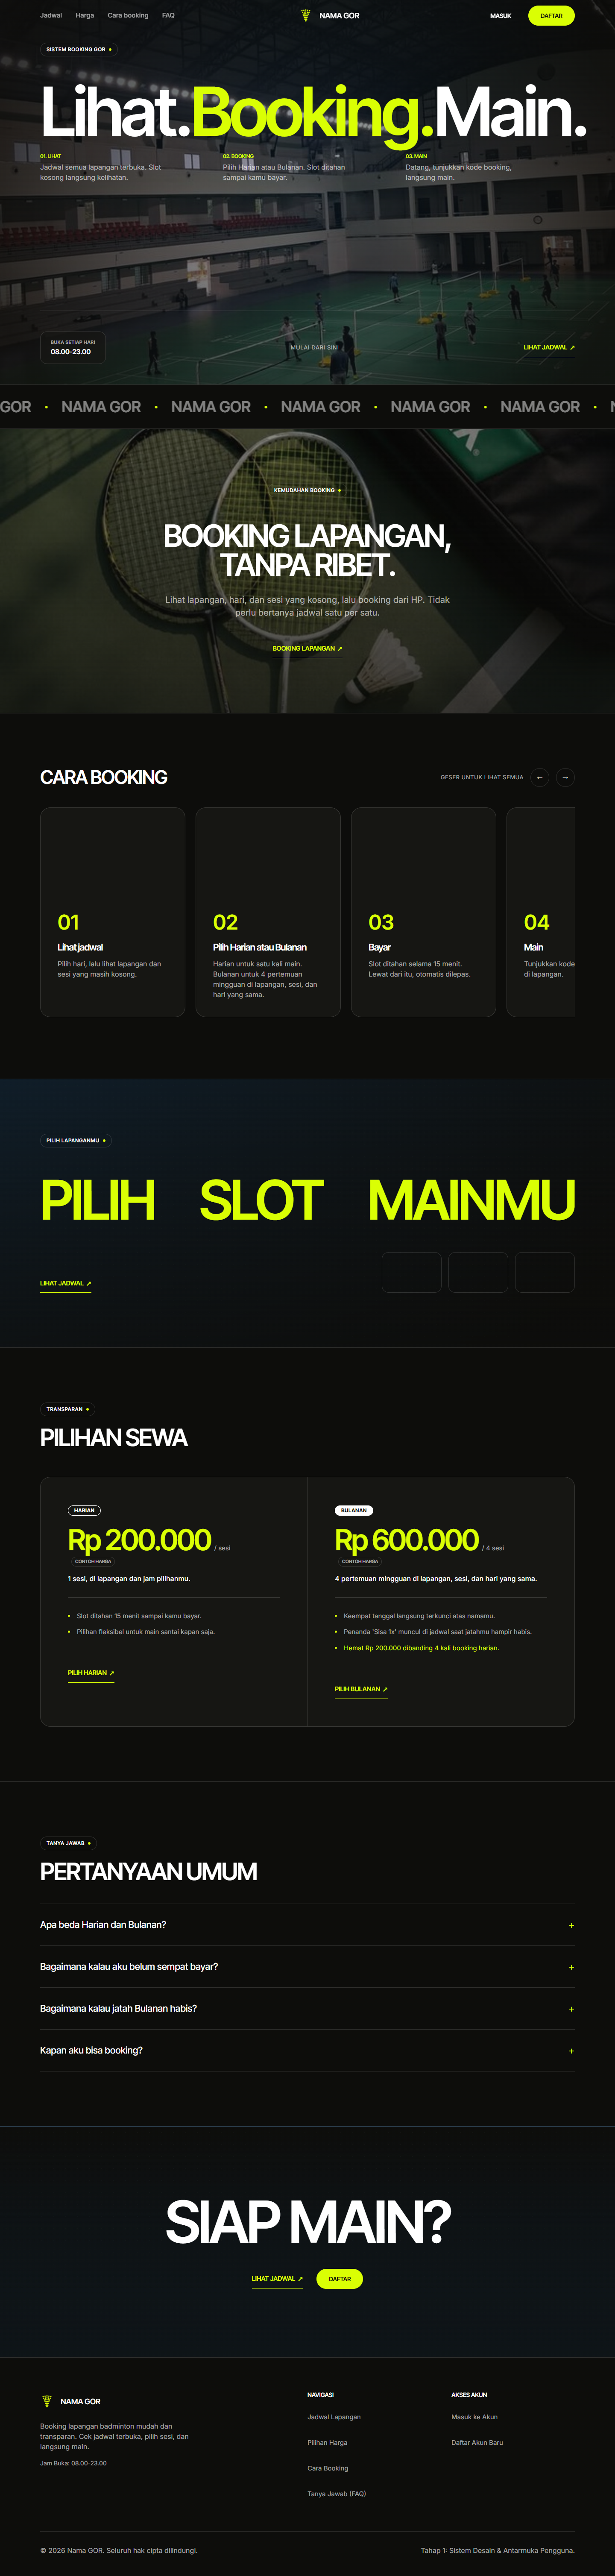 Jadwal Harga Cara booking FAQ NAMA GOR MASUK DAFTAR
SISTEM BOOKING GOR
Lihat.Booking.Main.
01. LIHAT
Jadwal semua lapangan terbuka. Slot
kosong langsung kelihatan.
02. BOOKING
Pilih Harian atau Bulanan. Slot ditahan
sampai kamu bayar.
03. MAIN
Datang, tunjukkan kode booking,
langsung main.
BUKA SETIAP HARI
08.00-23.00
MULAI DARI SINI
LIHAT JADWAL ↗
GOR • NAMA GOR • NAMA GOR • NAMA GOR • NAMA GOR • NAMA GOR •
KEMUDAHAN BOOKING
BOOKING LAPANGAN,
TANPA RIBET.
Lihat lapangan, hari, dan sesi yang kosong, lalu booking dari HP. Tidak
perlu bertanya jadwal satu per satu.
BOOKING LAPANGAN ↗
CARA BOOKING
GESER UNTUK LIHAT SEMUA ← →
01
Lihat jadwal
Pilih hari, lalu lihat lapangan dan
sesi yang masih kosong.
02
Pilih Harian atau Bulanan
Harian untuk satu kali main.
Bulanan untuk 4 pertemuan
mingguan di lapangan, sesi, dan
hari yang sama.
03
Bayar
Slot ditahan selama 15 menit.
Lewat dari itu, otomatis dilepas.
04
Main
Tunjukkan kode
di lapangan.
PILIH LAPANGANMU
PILIH SLOT MAINMU
LIHAT JADWAL ↗
TRANSPARAN
PILIHAN SEWA
HARIAN
Rp 200.000 / sesi
CONTOH HARGA
1 sesi, di lapangan dan jam pilihanmu.
• Slot ditahan 15 menit sampai kamu bayar.
• Pilihan fleksibel untuk main santai kapan saja.
PILIH HARIAN ↗
BULANAN
Rp 600.000 / 4 sesi
CONTOH HARGA
4 pertemuan mingguan di lapangan, sesi, dan hari yang sama.
• Keempat tanggal langsung terkunci atas namamu.
• Penanda 'Sisa 1x' muncul di jadwal saat jatahmu hampir habis.
• Hemat Rp 200.000 dibanding 4 kali booking harian.
PILIH BULANAN ↗
TANYA JAWAB
PERTANYAAN UMUM
Apa beda Harian dan Bulanan? +
Bagaimana kalau aku belum sempat bayar? +
Bagaimana kalau jatah Bulanan habis? +
Kapan aku bisa booking? +
SIAP MAIN?
LIHAT JADWAL ↗ DAFTAR
NAMA GOR
Booking lapangan badminton mudah dan
transparan. Cek jadwal terbuka, pilih sesi, dan
langsung main.
Jam Buka: 08.00-23.00
NAVIGASI
Jadwal Lapangan
Pilihan Harga
Cara Booking
Tanya Jawab (FAQ)
AKSES AKUN
Masuk ke Akun
Daftar Akun Baru
© 2026 Nama GOR. Seluruh hak cipta dilindungi.
Tahap 1: Sistem Desain & Antarmuka Pengguna.